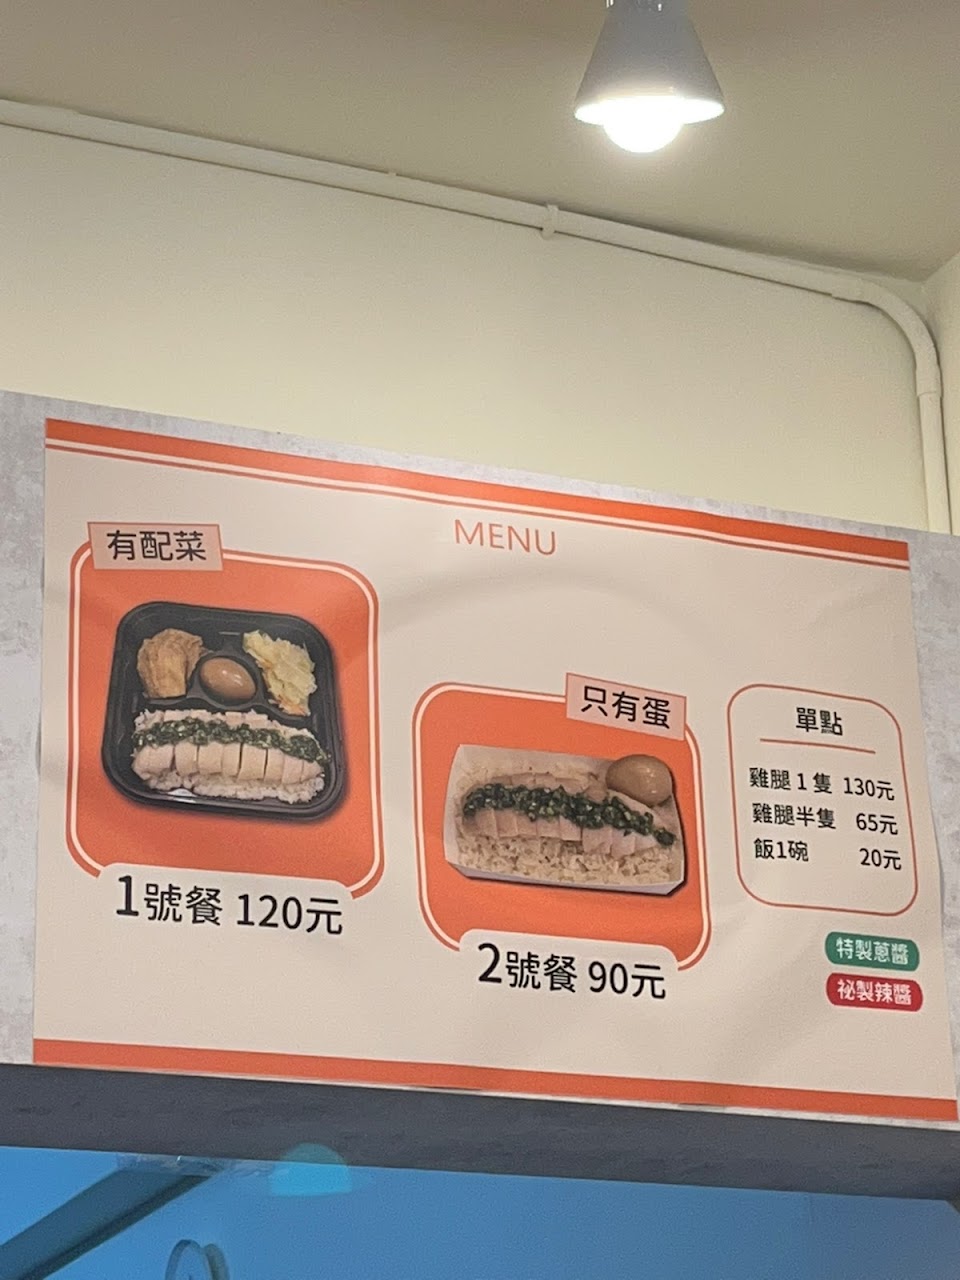 MENU
有配菜
1號餐 120元
只有蛋
2號餐 90元
單點
雞腿 1 隻 130元
雞腿半隻 65元
飯1碗 20元
特製蔥醬
祕製辣醬